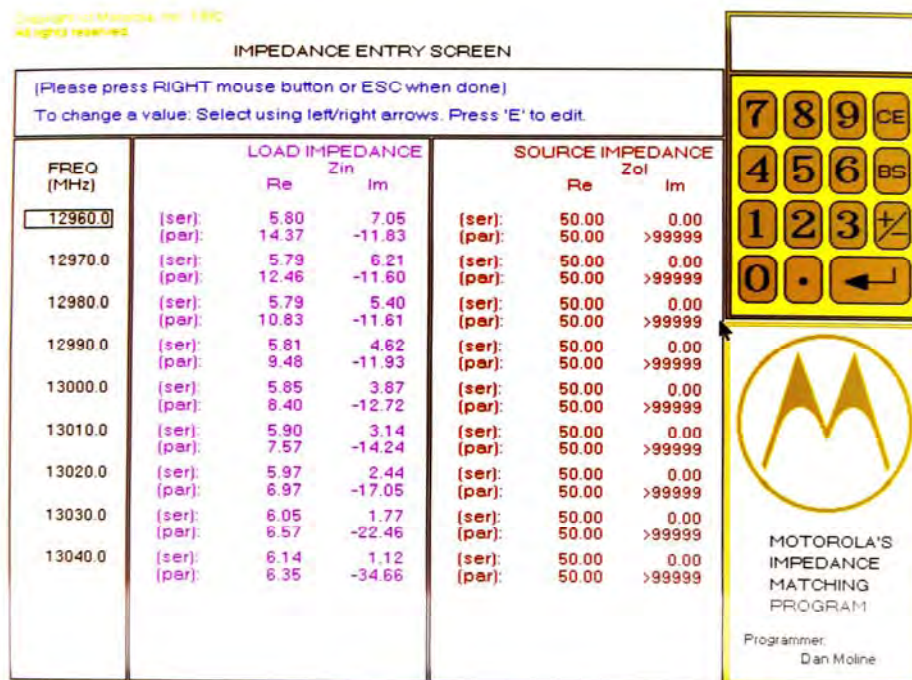 All rights reserved.
IMPEDANCE ENTRY SCREEN
(Please press RIGHT mouse button or ESC when done)
To change a value: Select using left/right arrows. Press 'E' to edit.
FREQ
(MHz)
LOAD IMPEDANCE
Zin
Re Im
SOURCE IMPEDANCE
Zol
Re Im
12960.0 (ser): 5.80 7.05 (ser): 50.00 0.00
(par): 14.37 -11.83 (par): 50.00 >99999
12970.0 (ser): 5.79 6.21 (ser): 50.00 0.00
(par): 12.46 -11.60 (par): 50.00 >99999
12980.0 (ser): 5.79 5.40 (ser): 50.00 0.00
(par): 10.83 -11.61 (par): 50.00 >99999
12990.0 (ser): 5.81 4.62 (ser): 50.00 0.00
(par): 9.48 -11.93 (par): 50.00 >99999
13000.0 (ser): 5.85 3.87 (ser): 50.00 0.00
(par): 8.40 -12.72 (par): 50.00 >99999
13010.0 (ser): 5.90 3.14 (ser): 50.00 0.00
(par): 7.57 -14.24 (par): 50.00 >99999
13020.0 (ser): 5.97 2.44 (ser): 50.00 0.00
(par): 6.97 -17.05 (par): 50.00 >99999
13030.0 (ser): 6.05 1.77 (ser): 50.00 0.00
(par): 6.57 -22.46 (par): 50.00 >99999
13040.0 (ser): 6.14 1.12 (ser): 50.00 0.00
(par): 6.35 -34.66 (par): 50.00 >99999
7 8 9 CE
4 5 6 BS
1 2 3 +/-
0 .
MOTOROLA'S
IMPEDANCE
MATCHING
PROGRAM
Programmer:
Dan Moline